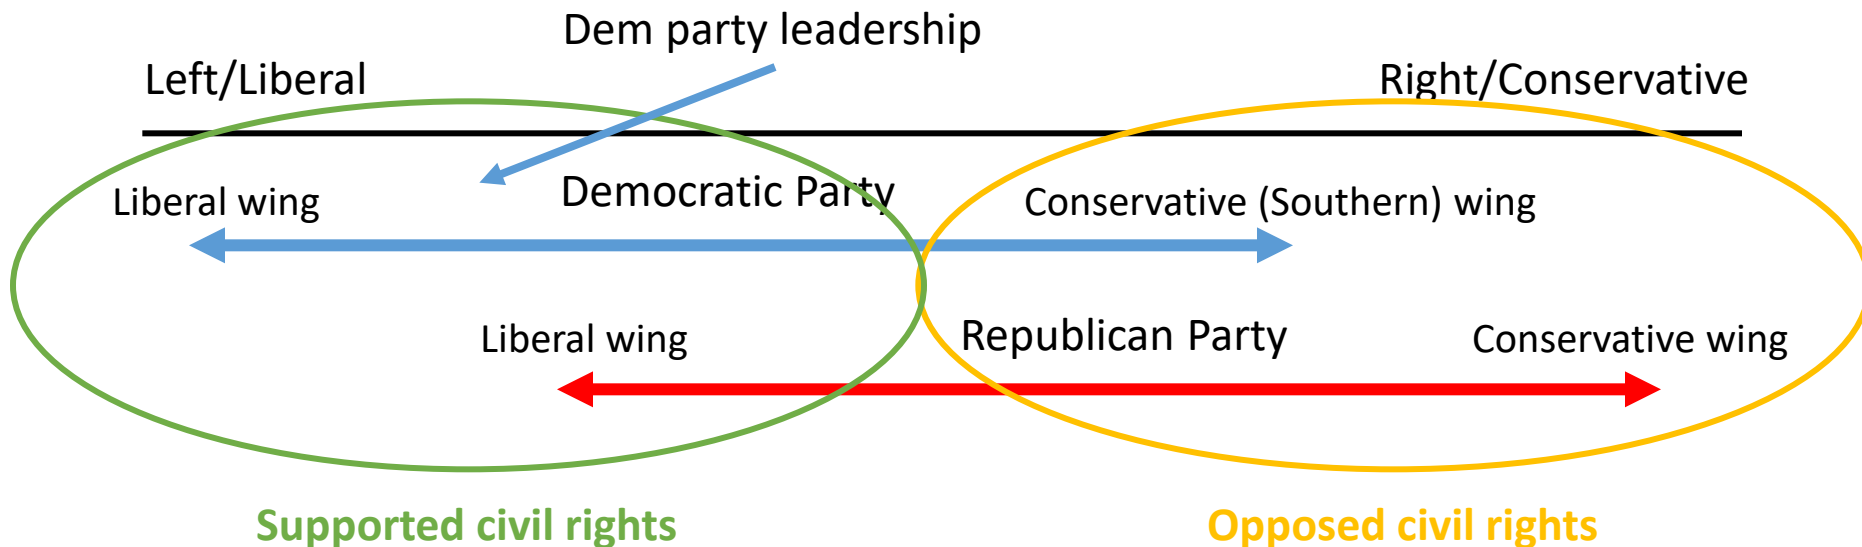 Dem party leadership
Left/Liberal
Right/Conservative
Liberal wing
Democratic Party
Conservative (Southern) wing
Liberal wing
Republican Party
Conservative wing
Supported civil rights
Opposed civil rights